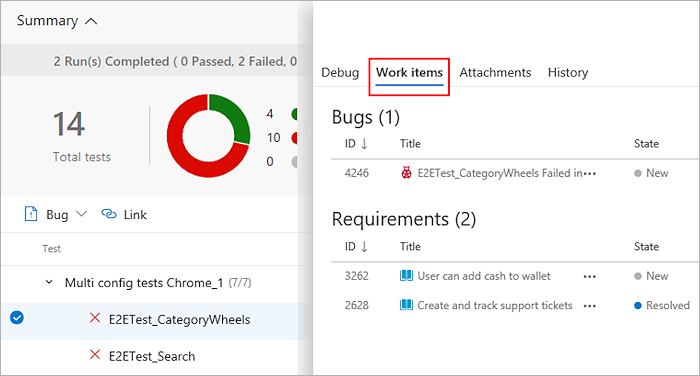 Summary
2 Run(s) Completed ( 0 Passed, 2 Failed, 0
14
Total tests
4
10
0
Bug
Link
Test
Multi config tests Chrome_1 (7/7)
E2ETest_CategoryWheels
E2ETest_Search
Debug Work items Attachments History
Bugs (1)
ID ↓ Title State
4246 E2ETest_CategoryWheels Failed in ••• New
Requirements (2)
ID ↓ Title State
3262 User can add cash to wallet ••• New
2628 Create and track support tickets ••• Resolved